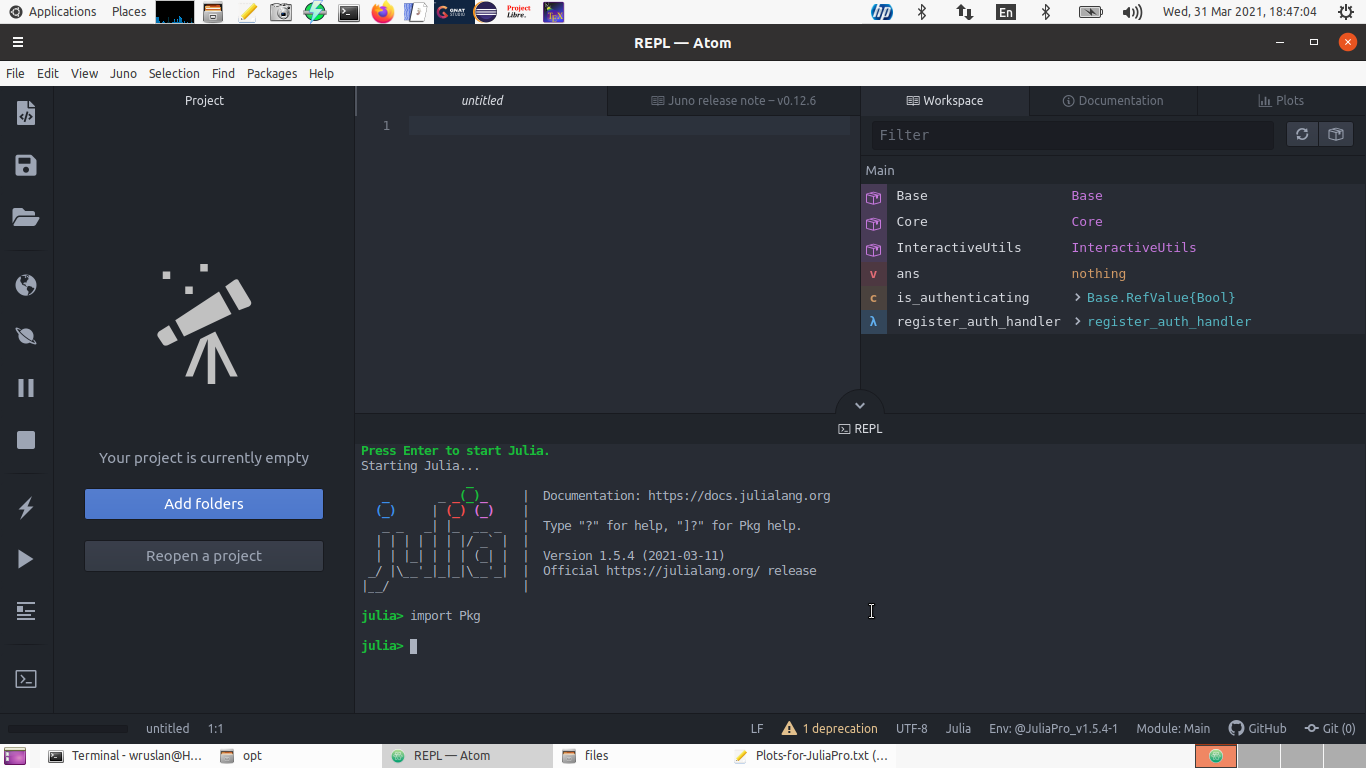 Applications Places En Wed, 31 Mar 2021, 18:47:04
REPL — Atom
File Edit View Juno Selection Find Packages Help
Project
untitled
Juno release note – v0.12.6
Workspace
Documentation
Plots
1
Filter
Main
Base Base
Core Core
InteractiveUtils InteractiveUtils
v ans nothing
c is_authenticating > Base.RefValue{Bool}
λ register_auth_handler > register_auth_handler
Your project is currently empty
Add folders
Reopen a project
REPL
Press Enter to start Julia.
Starting Julia...
Documentation: https://docs.julialang.org
Type "?" for help, "]?" for Pkg help.
Version 1.5.4 (2021-03-11)
Official https://julialang.org/ release
julia> import Pkg
julia>
untitled 1:1 LF 1 deprecation UTF-8 Julia Env: @JuliaPro_v1.5.4-1 Module: Main GitHub Git (0)
Terminal - wruslan@H... opt REPL — Atom files Plots-for-JuliaPro.txt (...